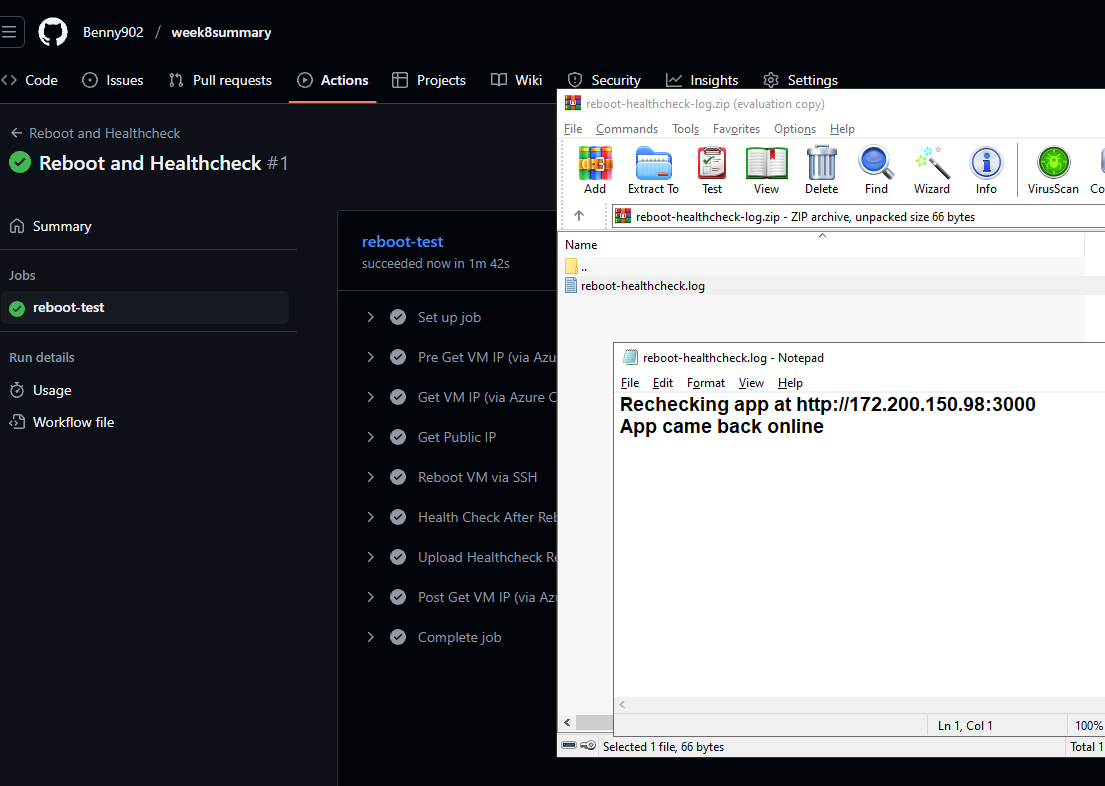 Benny902 / week8summary
Code Issues Pull requests Actions Projects Wiki Security Insights Settings
Reboot and Healthcheck
Reboot and Healthcheck #1
Summary
Jobs
reboot-test
Run details
Usage
Workflow file
reboot-test
succeeded now in 1m 42s
Set up job
Pre Get VM IP (via Azu
Get VM IP (via Azure C
Get Public IP
Reboot VM via SSH
Health Check After Reb
Upload Healthcheck Re
Post Get VM IP (via Az
Complete job
reboot-healthcheck-log.zip (evaluation copy)
File Commands Tools Favorites Options Help
Add Extract To Test View Delete Find Wizard Info VirusScan Co
reboot-healthcheck-log.zip - ZIP archive, unpacked size 66 bytes
Name
..
reboot-healthcheck.log
reboot-healthcheck.log - Notepad
File Edit Format View Help
Rechecking app at http://172.200.150.98:3000
App came back online
Ln 1, Col 1 100%
Selected 1 file, 66 bytes Total 1